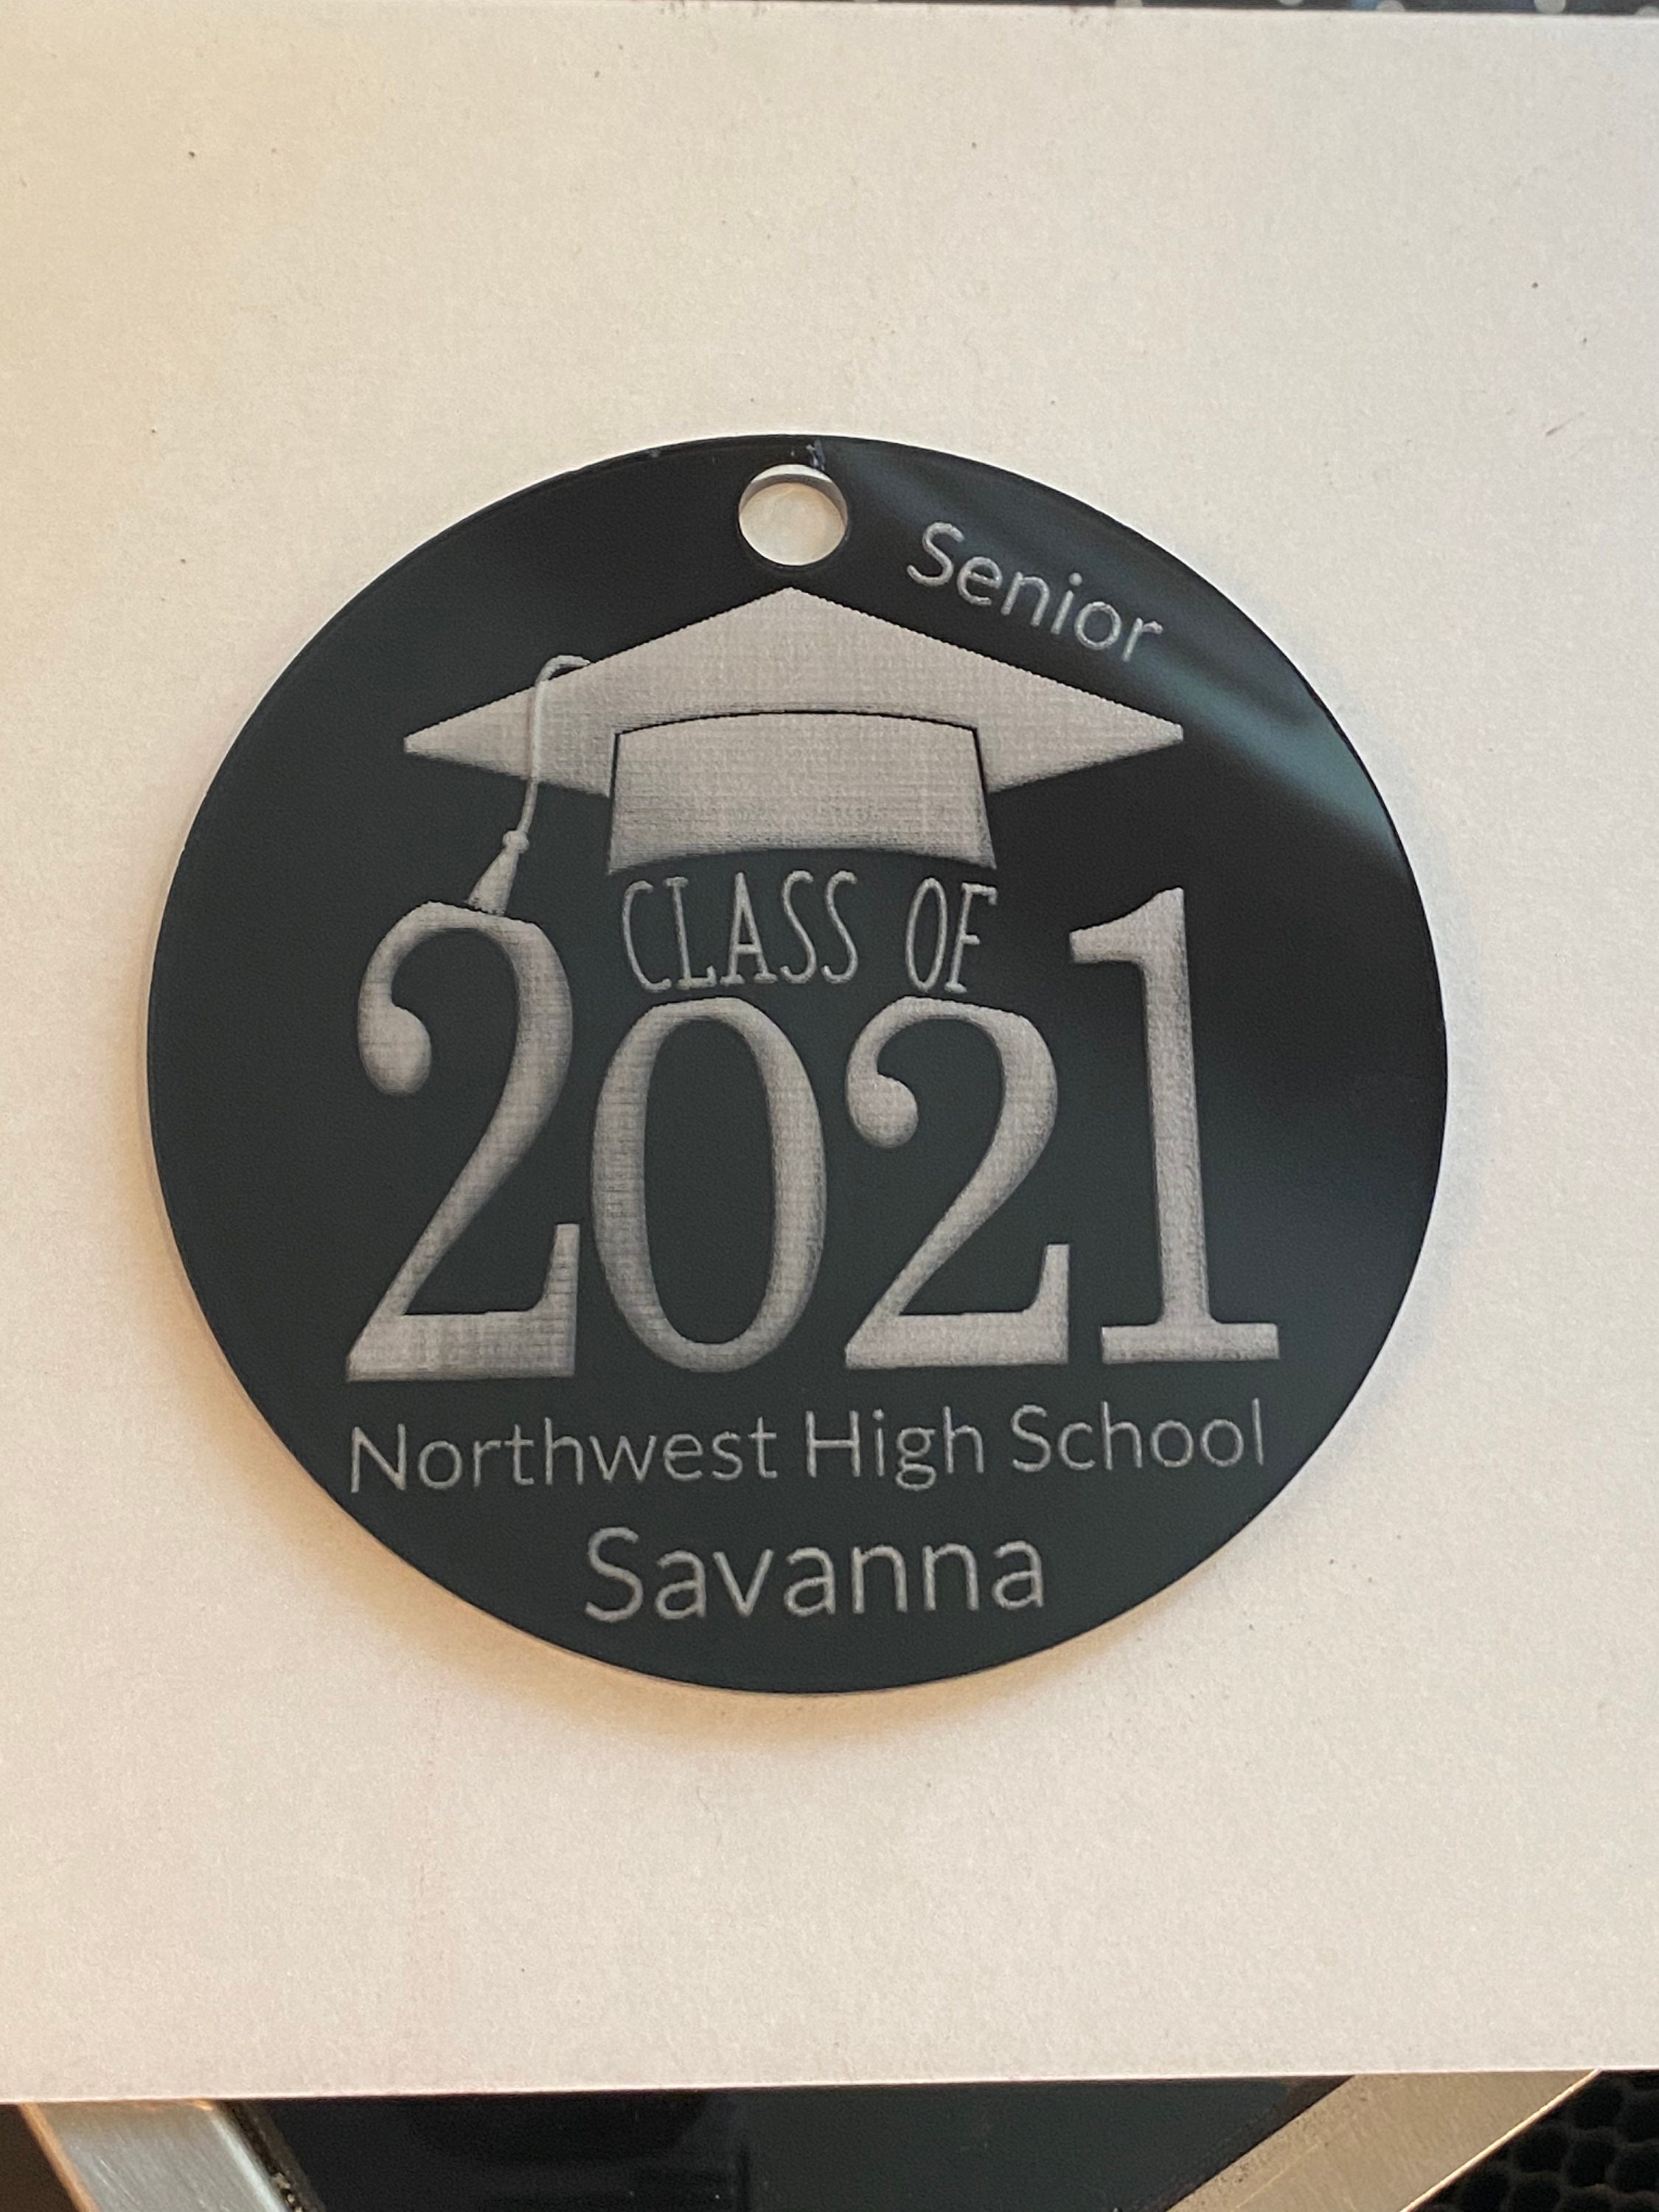 Senior
CLASS OF
2021
Northwest High School
Savanna